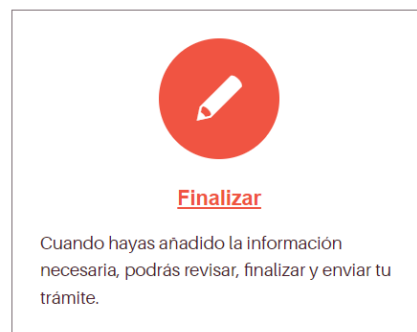 Finalizar
Cuando hayas añadido la información
necesaria, podrás revisar, finalizar y enviar tu
trámite.